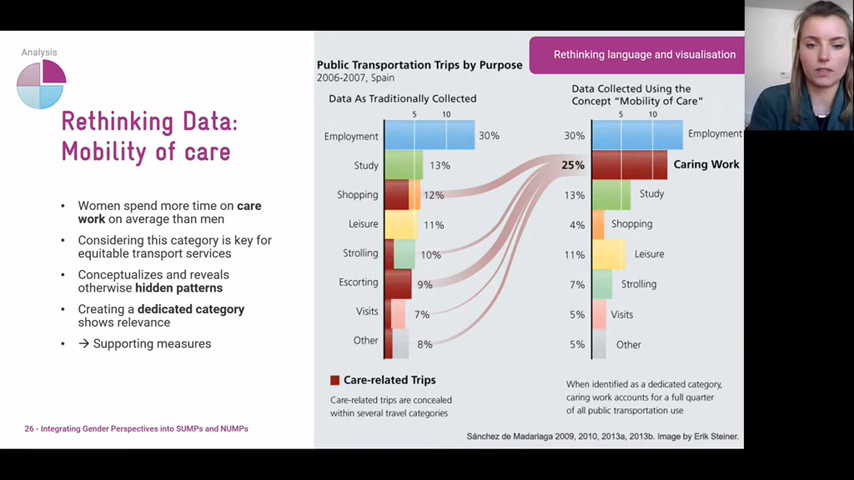 Analysis
Rethinking Data:
Mobility of care
• Women spend more time on care
work on average than men
• Considering this category is key for
equitable transport services
• Conceptualizes and reveals
otherwise hidden patterns
• Creating a dedicated category
shows relevance
• → Supporting measures
26 - Integrating Gender Perspectives into SUMPs and NUMPs
Rethinking language and visualisation
Public Transportation Trips by Purpose
2006-2007, Spain
Data As Traditionally Collected
5 10
Employment 30%
Study 13%
Shopping 12%
Leisure 11%
Strolling 10%
Escorting 9%
Visits 7%
Other 8%
Care-related Trips
Care-related trips are concealed
within several travel categories
Data Collected Using the
Concept “Mobility of Care”
5 10
30% Employment
25% Caring Work
13% Study
4% Shopping
11% Leisure
7% Strolling
5% Visits
5% Other
When identified as a dedicated category,
caring work accounts for a full quarter
of all public transportation use
Sánchez de Madariaga 2009, 2010, 2013a, 2013b. Image by Erik Steiner.